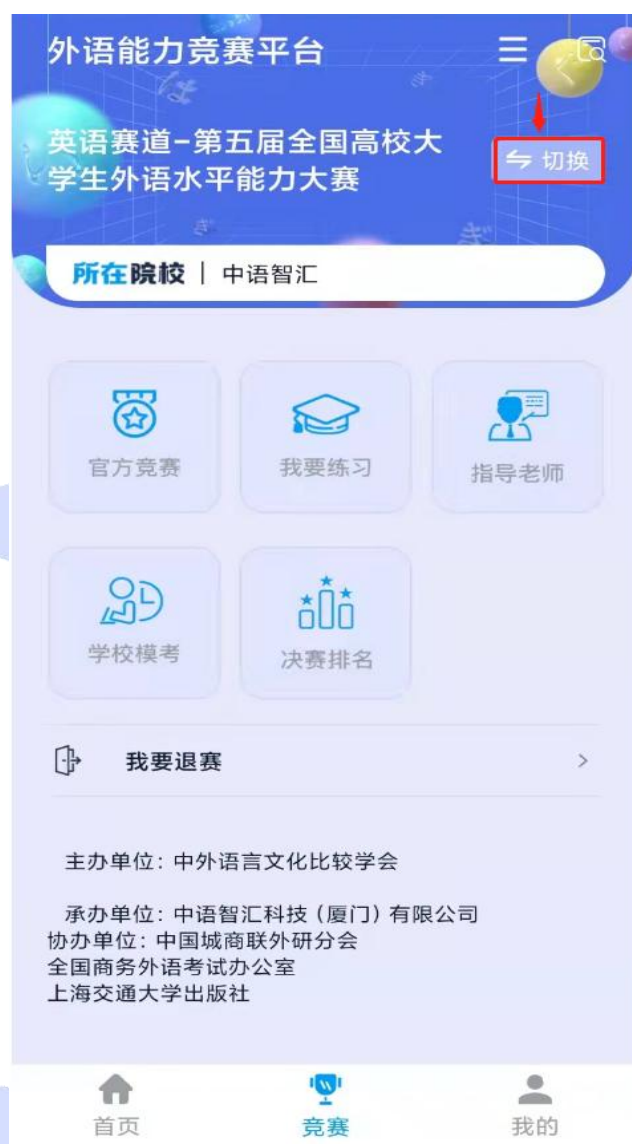 外语能力竞赛平台
英语赛道-第五届全国高校大
学生外语水平能力大赛
切换
所在院校 | 中语智汇
官方竞赛
我要练习
指导老师
学校模考
决赛排名
我要退赛
主办单位：中外语言文化比较学会
承办单位：中语智汇科技（厦门）有限公司
协办单位：中国城商联外研分会
全国商务外语考试办公室
上海交通大学出版社
首页
竞赛
我的